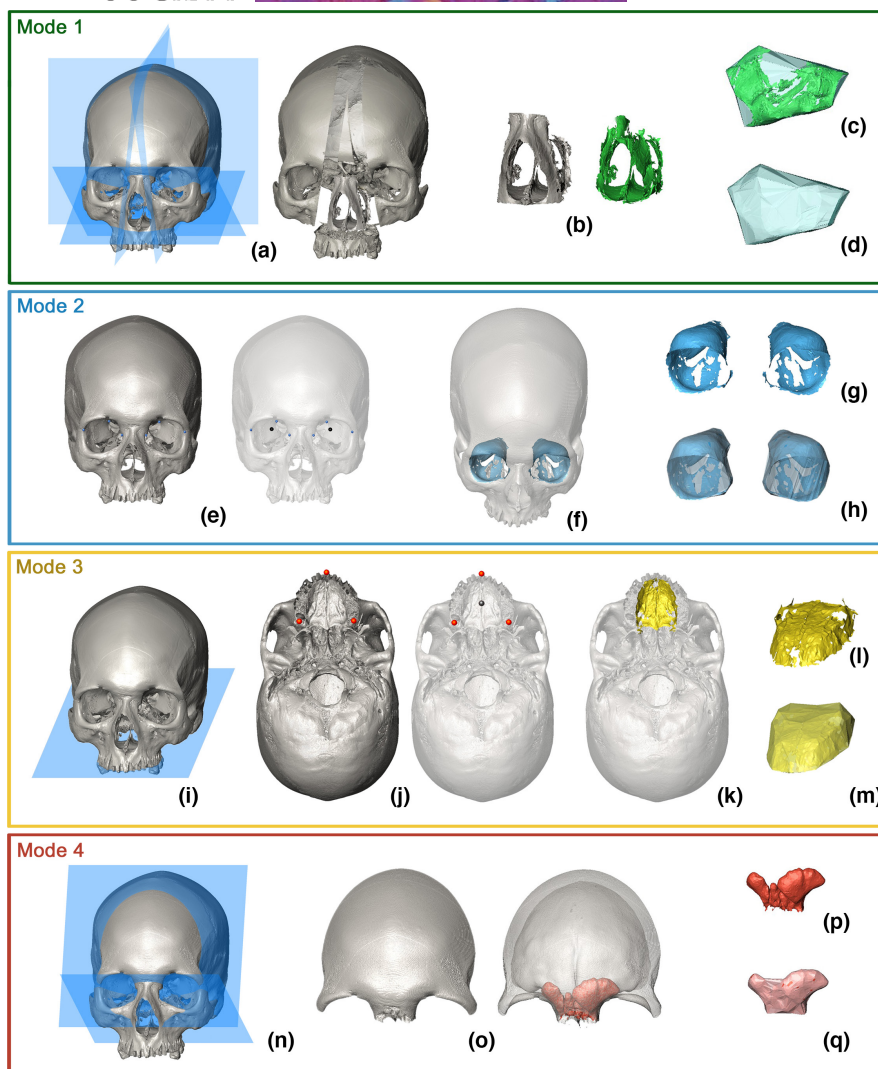 Mode 1
(a)
(b)
(c)
(d)
Mode 2
(e)
(f)
(g)
(h)
Mode 3
(i)
(j)
(k)
(l)
(m)
Mode 4
(n)
(o)
(p)
(q)